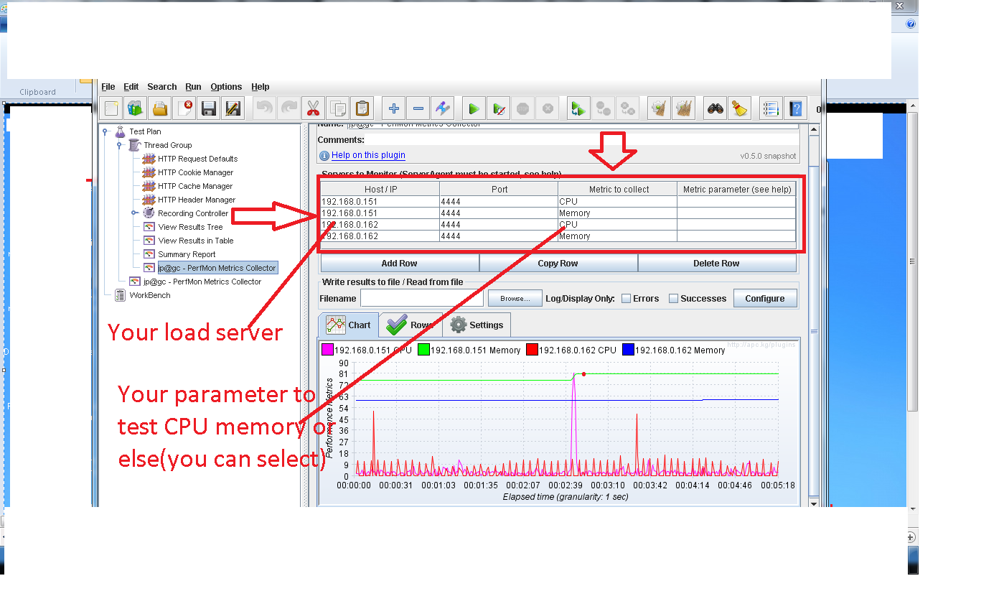 Clipboard
File Edit Search Run Options Help
0
Test Plan
Thread Group
HTTP Request Defaults
HTTP Cookie Manager
HTTP Cache Manager
HTTP Header Manager
Recording Controller
View Results Tree
View Results in Table
Summary Report
jp@gc - PerfMon Metrics Collector
jp@gc - PerfMon Metrics Collector
WorkBench
Name: jp@gc - PerfMon Metrics Collector
Comments:
Help on this plugin
v0.5.0 snapshot
Servers to Monitor (ServerAgent must be started, see help)
Host / IP Port Metric to collect Metric parameter (see help)
192.168.0.151 4444 CPU
192.168.0.151 4444 Memory
192.168.0.162 4444 CPU
192.168.0.162 4444 Memory
Add Row Copy Row Delete Row
Write results to file / Read from file
Filename Browse... Log/Display Only: Errors Successes Configure
Chart Rows Settings
http://apc.kg/plugins
192.168.0.151 CPU 192.168.0.151 Memory 192.168.0.162 CPU 192.168.0.162 Memory
90
81
72
63
54
45
36
27
18
9
0
Performance Metrics
00:00:00 00:00:31 00:01:03 00:01:35 00:02:07 00:02:39 00:03:10 00:03:42 00:04:14 00:04:46 00:05:18
Elapsed time (granularity: 1 sec)
Your load server
Your parameter to
test CPU memory or
else(you can select)